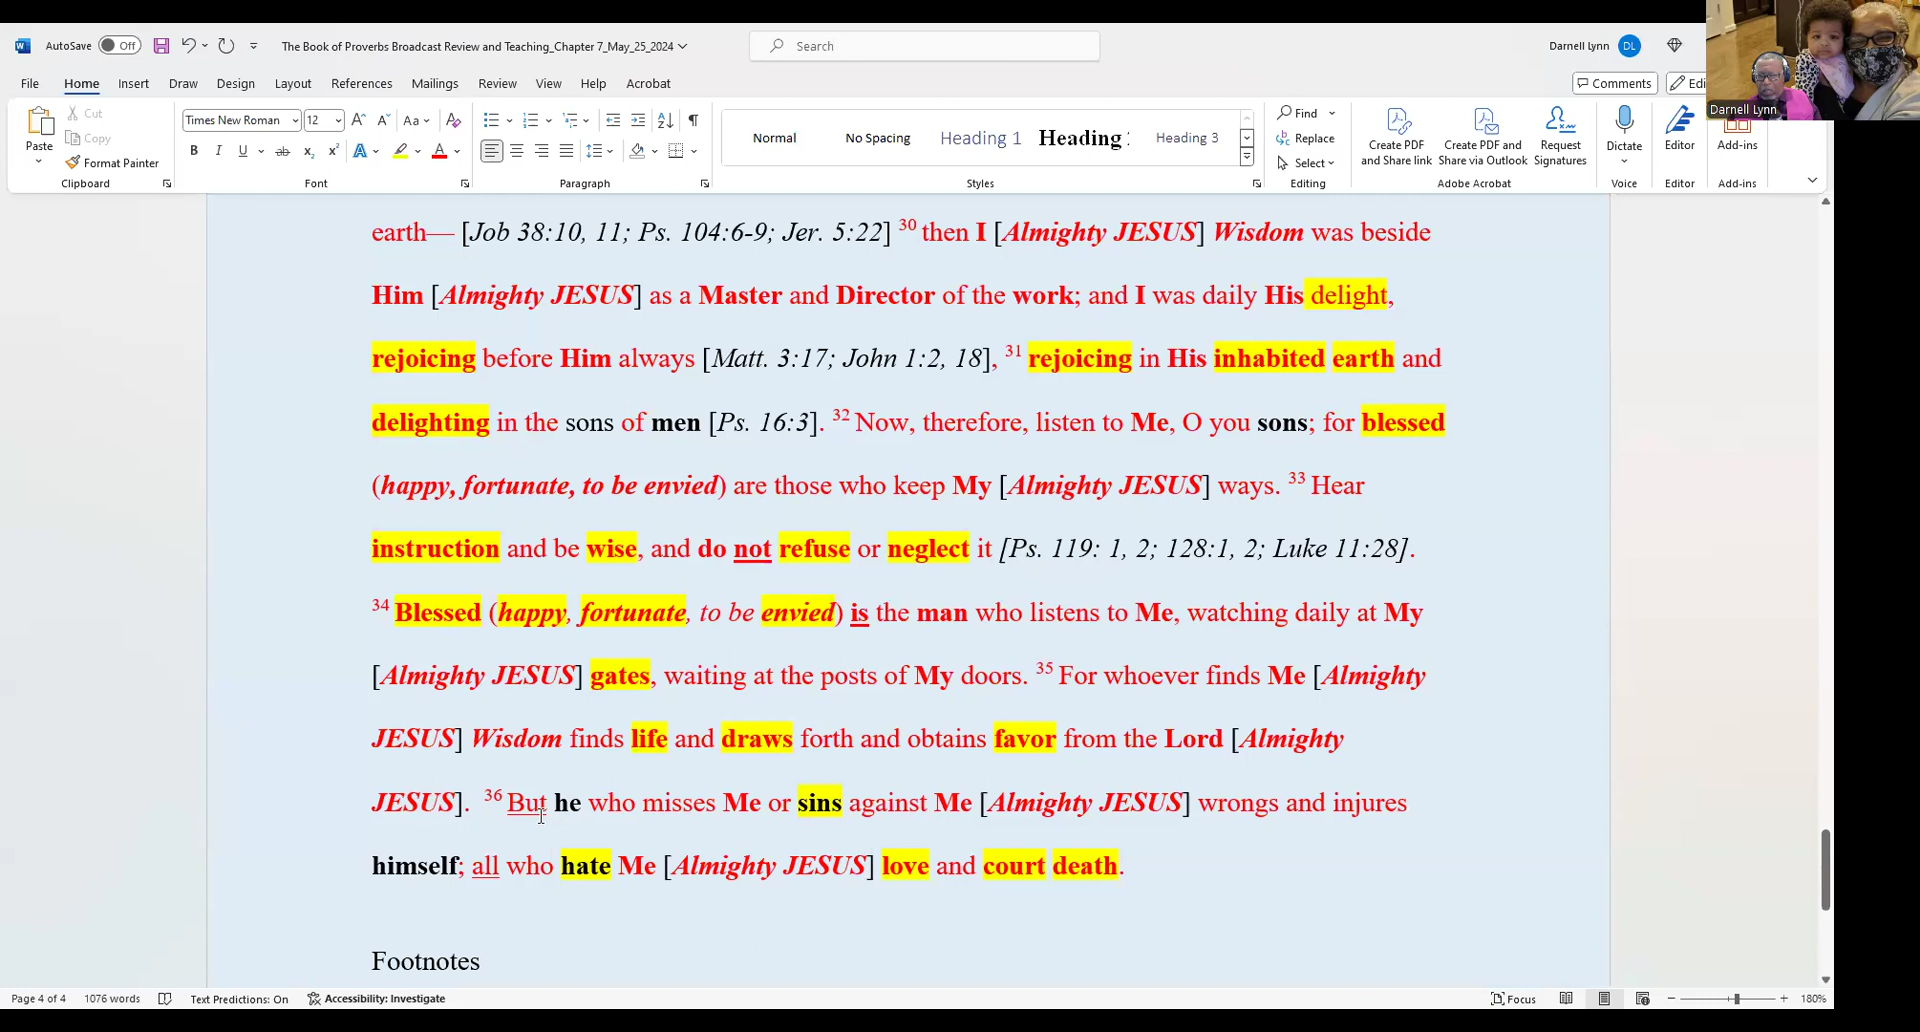 AutoSave Off The Book of Proverbs Broadcast Review and Teaching_Chapter 7_May_25_2024 Search Darnell Lynn DL
File Home Insert Draw Design Layout References Mailings Review View Help Acrobat Comments Edi
Darnell Lynn
Paste Cut Copy Format Painter
Times New Roman 12
Normal No Spacing Heading 1 Heading Heading 3
Find Replace Select
Create PDF and Share link Create PDF and Share via Outlook Request Signatures Dictate Editor Add-ins
Clipboard Font Paragraph Styles Editing Adobe Acrobat Voice Editor Add-ins
earth— [Job 38:10, 11; Ps. 104:6-9; Jer. 5:22] 30 then I [Almighty JESUS] Wisdom was beside
Him [Almighty JESUS] as a Master and Director of the work; and I was daily His delight,
rejoicing before Him always [Matt. 3:17; John 1:2, 18], 31 rejoicing in His inhabited earth and
delighting in the sons of men [Ps. 16:3]. 32 Now, therefore, listen to Me, O you sons; for blessed
(happy, fortunate, to be envied) are those who keep My [Almighty JESUS] ways. 33 Hear
instruction and be wise, and do not refuse or neglect it [Ps. 119: 1, 2; 128:1, 2; Luke 11:28].
34 Blessed (happy, fortunate, to be envied) is the man who listens to Me, watching daily at My
[Almighty JESUS] gates, waiting at the posts of My doors. 35 For whoever finds Me [Almighty
JESUS] Wisdom finds life and draws forth and obtains favor from the Lord [Almighty
JESUS]. 36 But he who misses Me or sins against Me [Almighty JESUS] wrongs and injures
himself; all who hate Me [Almighty JESUS] love and court death.
Footnotes
Page 4 of 4 1076 words Text Predictions: On Accessibility: Investigate Focus 180%